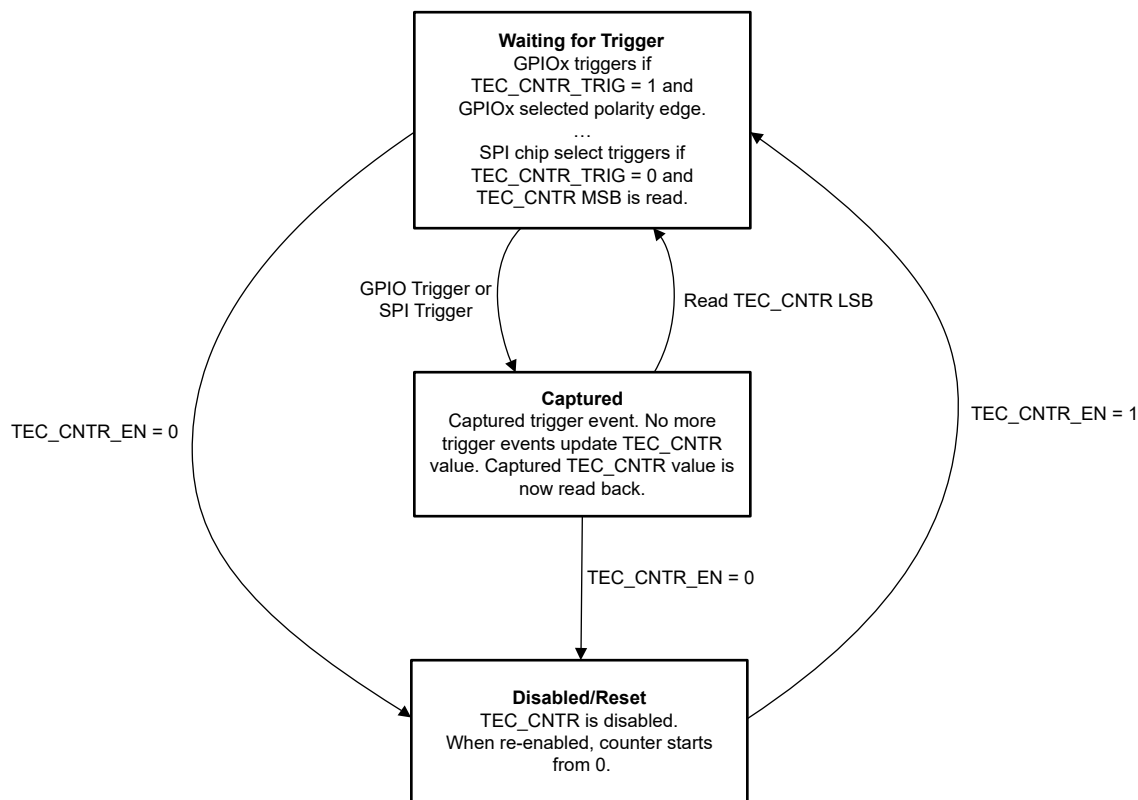 Waiting for Trigger
GPIOx triggers if
TEC_CNTR_TRIG = 1 and
GPIOx selected polarity edge.
…
SPI chip select triggers if
TEC_CNTR_TRIG = 0 and
TEC_CNTR MSB is read.
GPIO Trigger or
SPI Trigger
Read TEC_CNTR LSB
Captured
Captured trigger event. No more
trigger events update TEC_CNTR
value. Captured TEC_CNTR value is
now read back.
TEC_CNTR_EN = 0
TEC_CNTR_EN = 1
TEC_CNTR_EN = 0
Disabled/Reset
TEC_CNTR is disabled.
When re-enabled, counter starts
from 0.